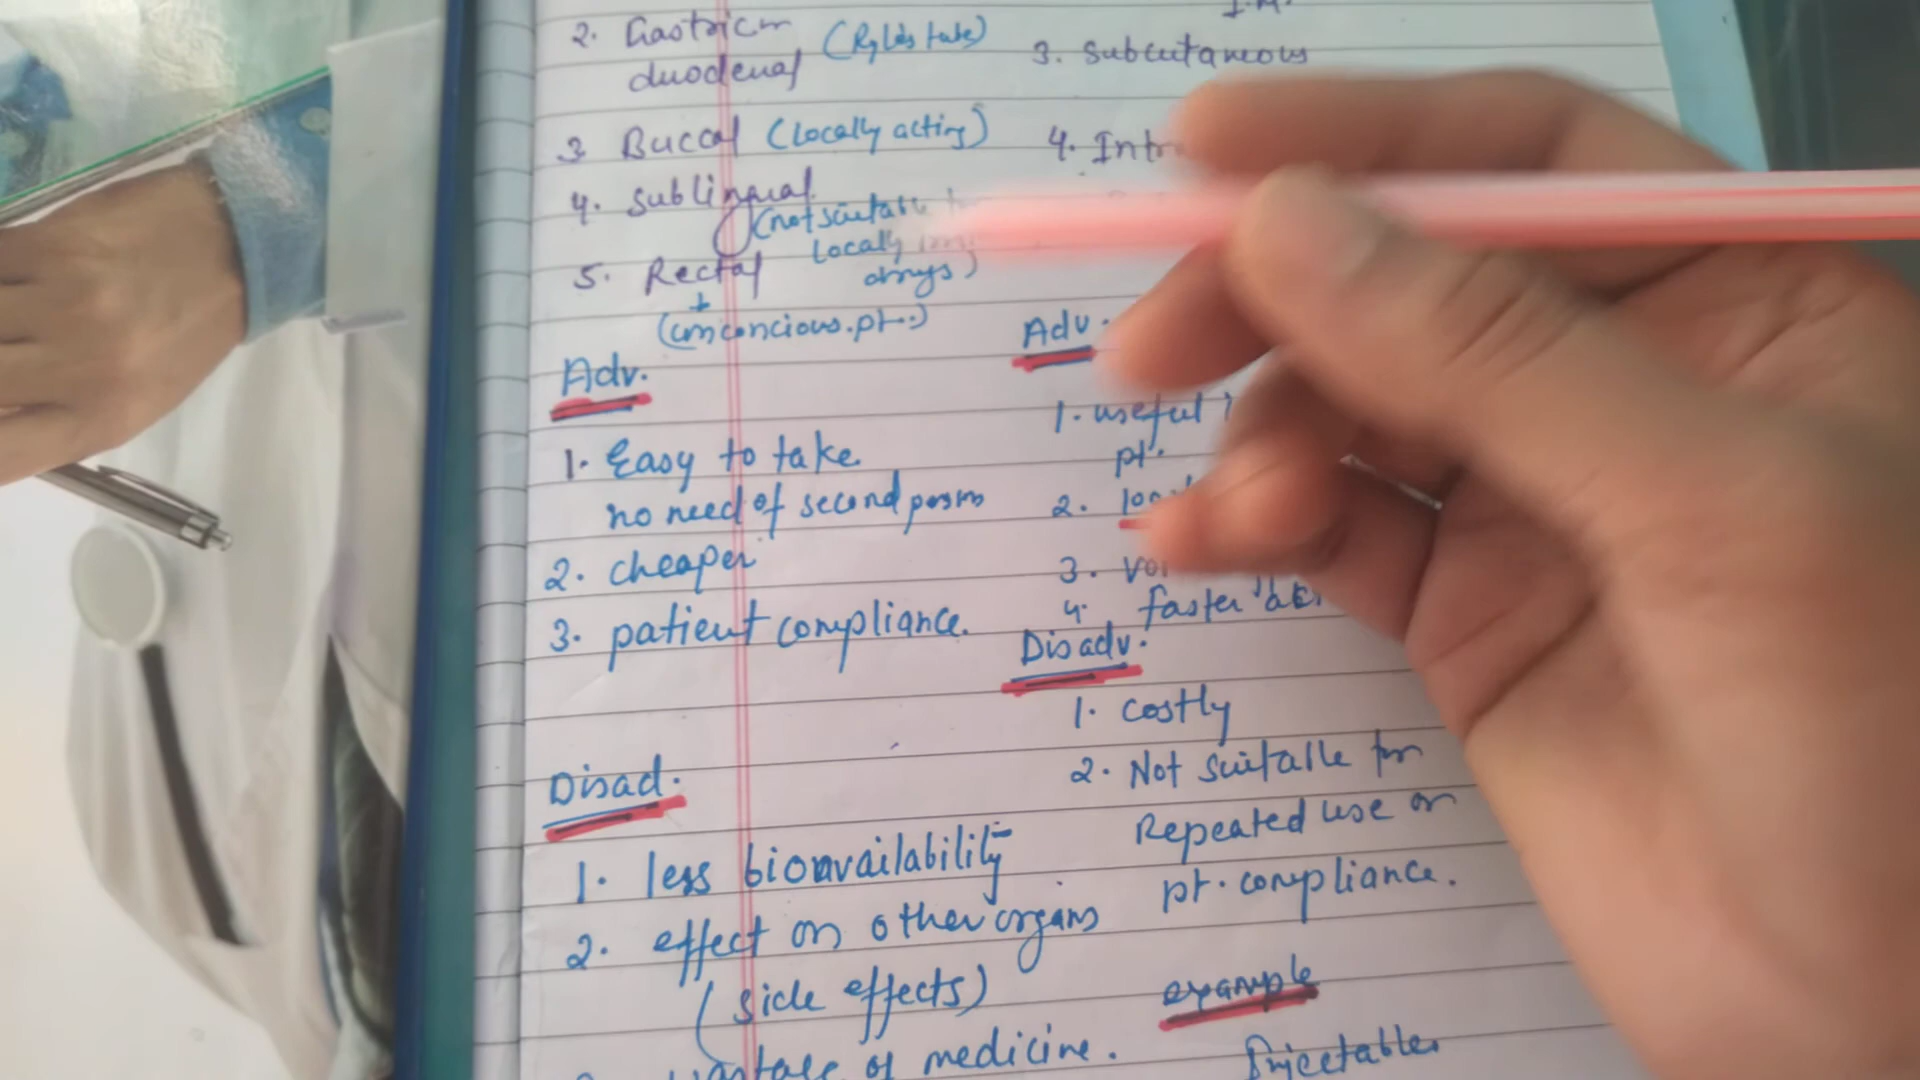 2. Gastricm (Ryles tube)
duodenal
3 Buccal (locally acting)
4. Sublingual
(not suitable
Locally
drugs)
5. Rectal
(unconcious.pt..)
Adv.
1. Easy to take
no need of second person
2. cheaper
3. patient compliance.
Disad.
1. less bioavailability
2. effect on other organs
(side effects)
of medicine.
I.M.
3. Subcutaneous
4.
Adv.
1. useful
pt.
2.
3.
4. faster
Disadv.
1. Costly
2. Not suitable for
Repeated use or
pt. compliance.
example
Injectables